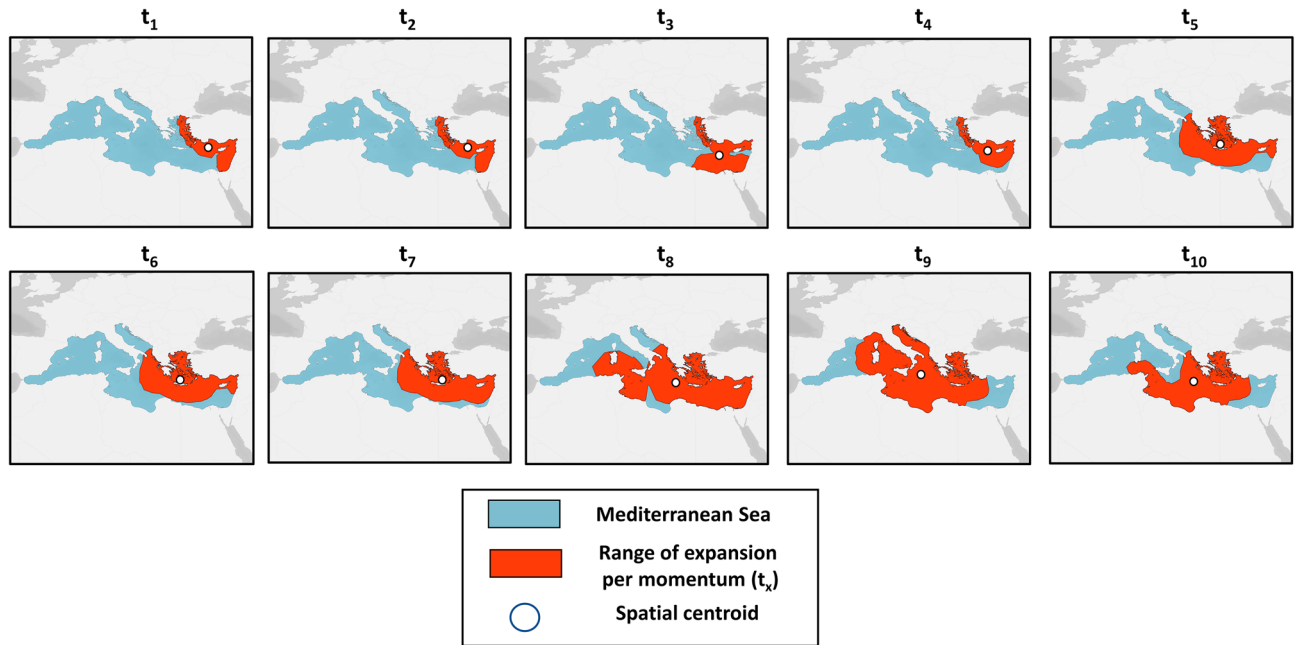 t₁ t₂ t₃ t₄ t₅
t₆ t₇ t₈ t₉ t₁₀
Mediterranean Sea
Range of expansion
per momentum (tₓ)
Spatial centroid